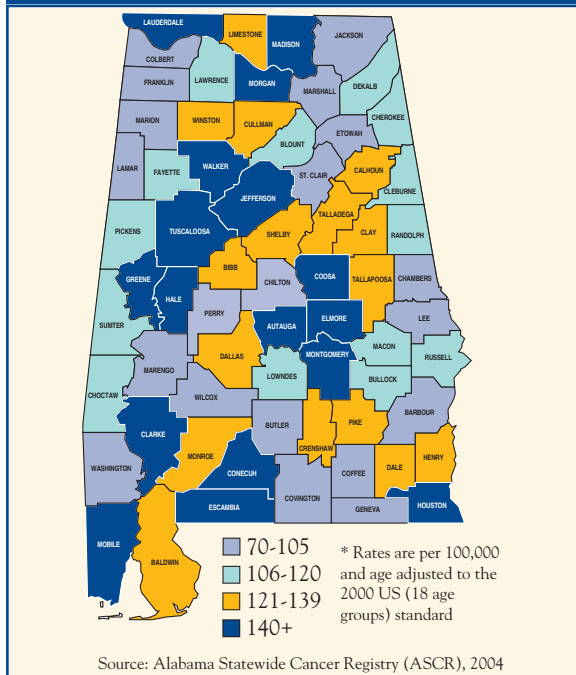 LAUDERDALE
LIMESTONE
MADISON
JACKSON
COLBERT
LAWRENCE
MORGAN
DEKALB
FRANKLIN
MARSHALL
CHEROKEE
MARION
WINSTON
CULLMAN
ETOWAH
BLOUNT
LAMAR
FAYETTE
WALKER
ST. CLAIR
CALHOUN
CLEBURNE
JEFFERSON
TALLADEGA
PICKENS
TUSCALOOSA
SHELBY
CLAY
RANDOLPH
BIBB
GREENE
HALE
CHILTON
COOSA
TALLAPOOSA
CHAMBERS
PERRY
AUTAUGA
ELMORE
LEE
SUMTER
MACON
MONTGOMERY
RUSSELL
MARENGO
DALLAS
LOWNDES
BULLOCK
CHOCTAW
WILCOX
BARBOUR
CLARKE
BUTLER
PIKE
CRENSHAW
MONROE
CONECUH
HENRY
WASHINGTON
COFFEE
DALE
COVINGTON
ESCAMBIA
GENEVA
HOUSTON
MOBILE
BALDWIN
70-105
106-120
121-139
140+
* Rates are per 100,000
and age adjusted to the
2000 US (18 age
groups) standard
Source: Alabama Statewide Cancer Registry (ASCR), 2004